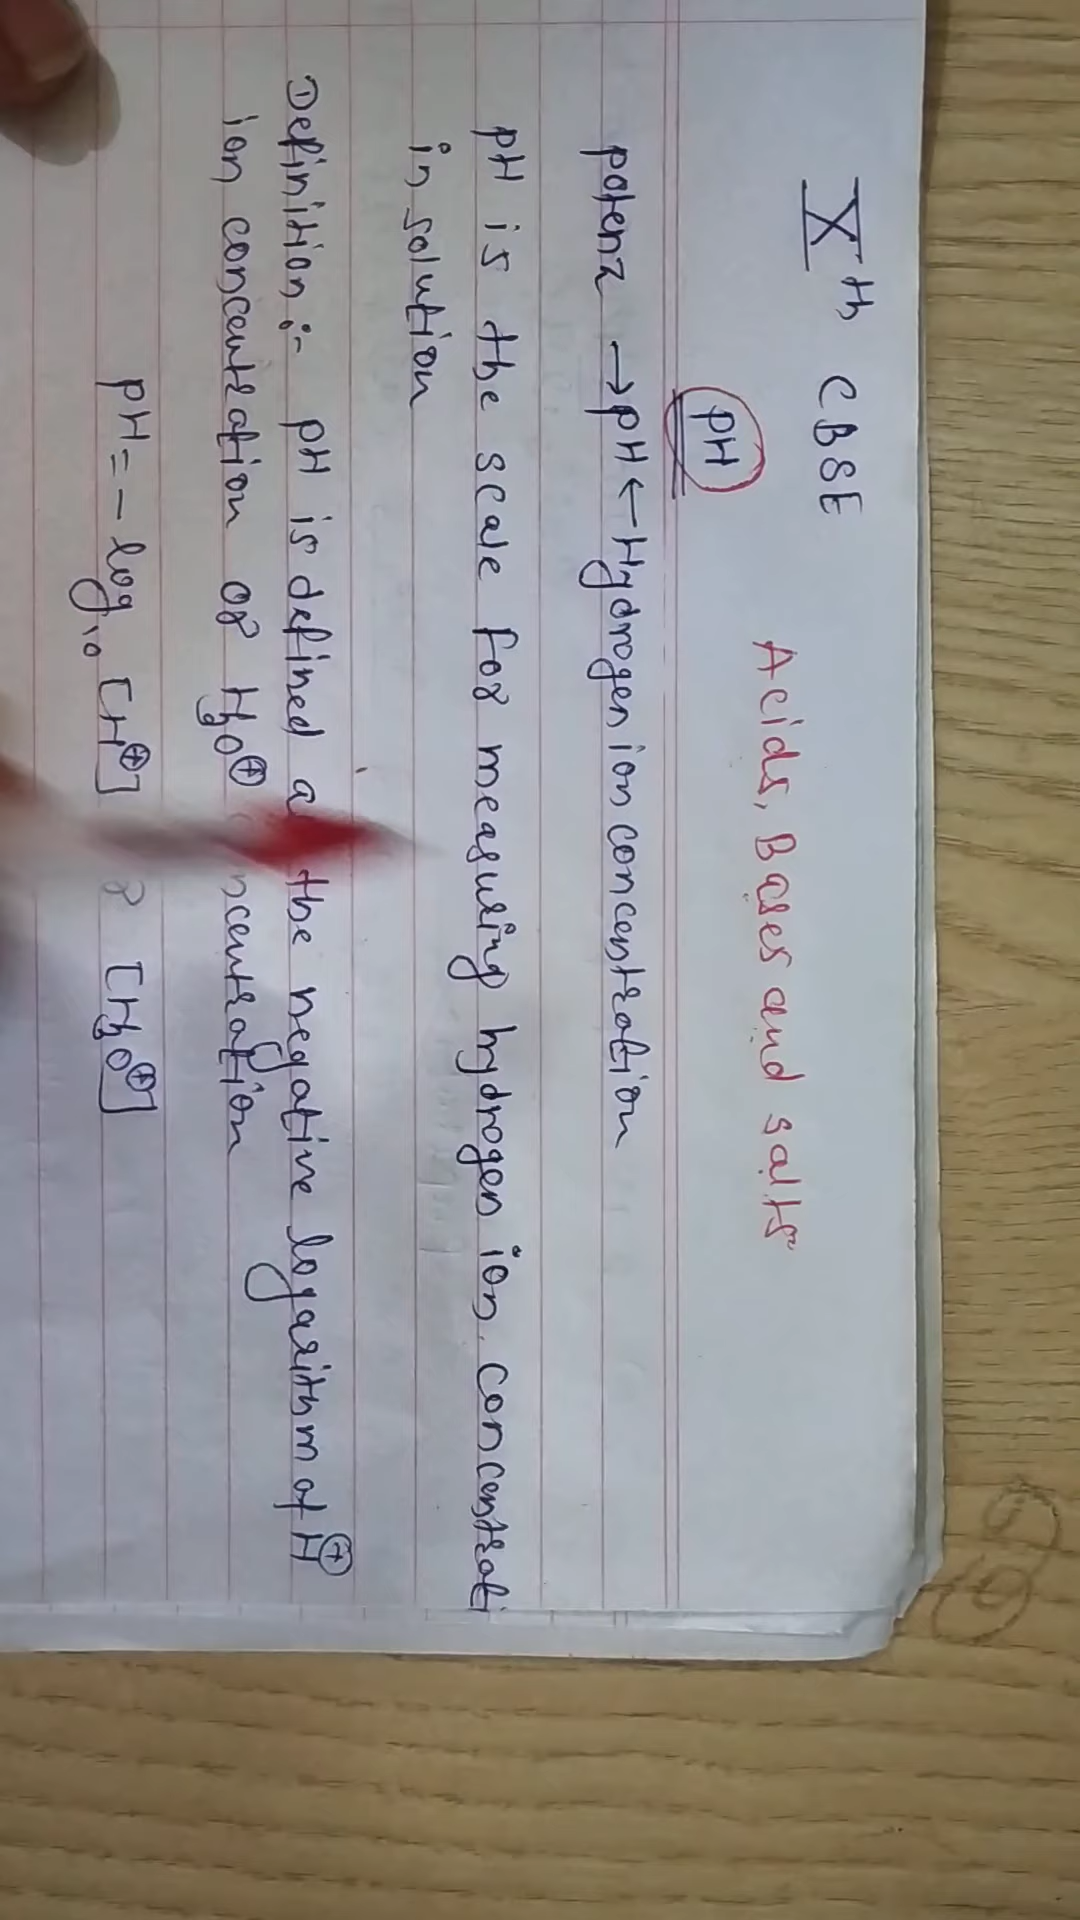 Xth CBSE
Acids, Bases and salts
pH
potenz → pH ← Hydrogen ion concentration
pH is the scale for measuring hydrogen ion concentrati
in solution
Definition:- pH is defined a the negative logarithm of H⊕
ion concentration or H₃O⊕ ncentration
pH = - log₁₀ [H⊕] [H₃O⊕]